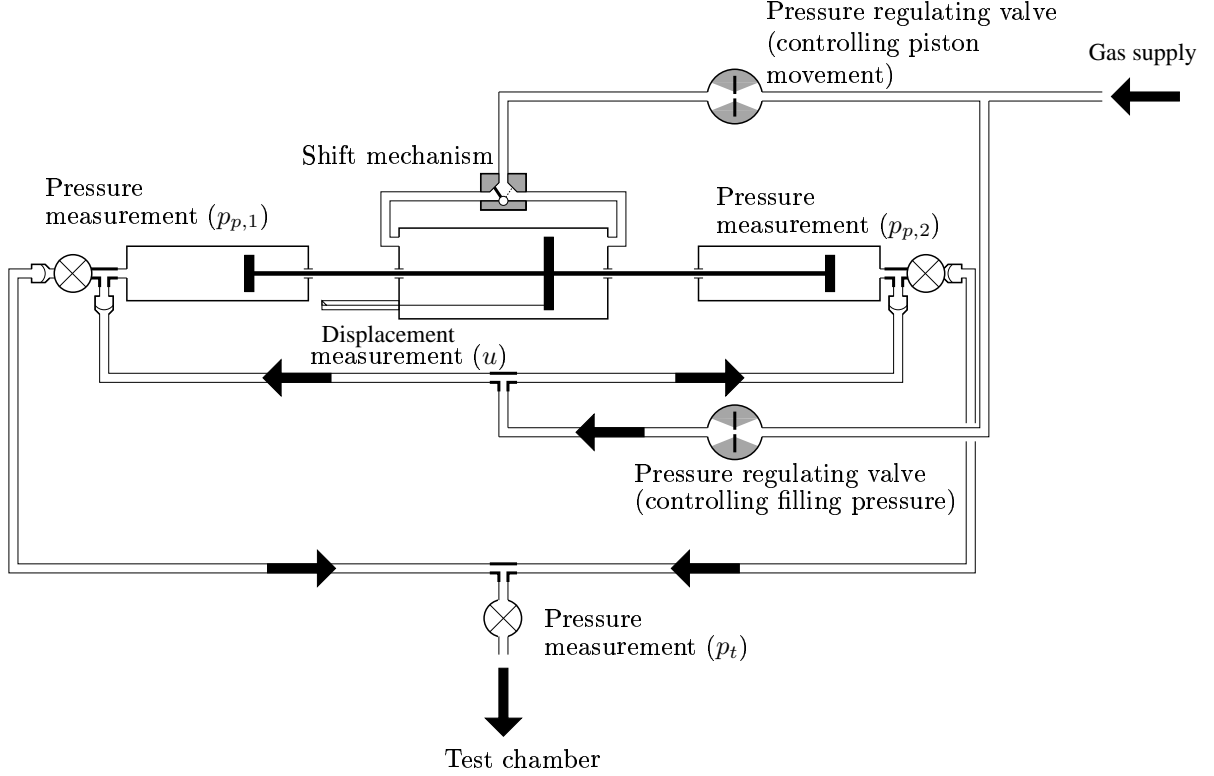 Pressure regulating valve
(controlling piston
movement)
Gas supply
Shift mechanism
Pressure
measurement (p_{p,1})
Pressure
measurement (p_{p,2})
Displacement
measurement (u)
Pressure regulating valve
(controlling filling pressure)
Pressure
measurement (p_t)
Test chamber